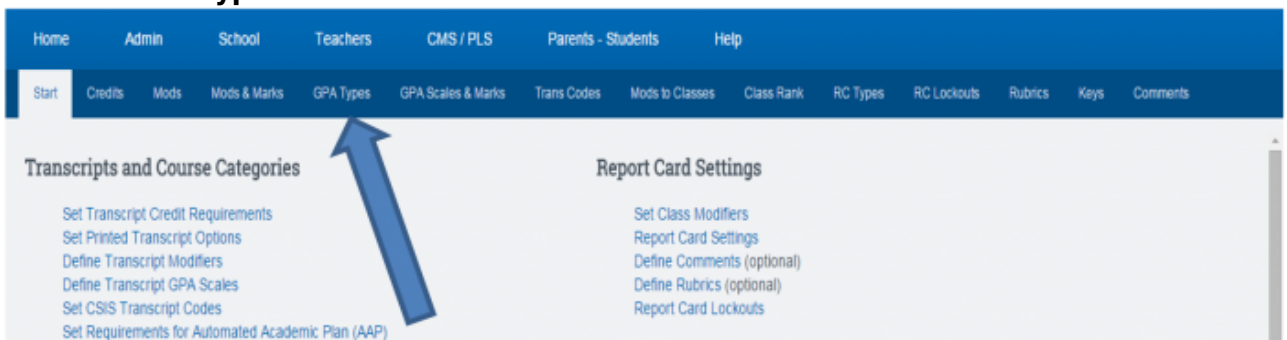 Home Admin School Teachers CMS / PLS Parents - Students Help
Start Credits Mods Mods & Marks GPA Types GPA Scales & Marks Trans Codes Mods to Classes Class Rank RC Types RC Lockouts Rubrics Keys Comments
Transcripts and Course Categories
Set Transcript Credit Requirements
Set Printed Transcript Options
Define Transcript Modifiers
Define Transcript GPA Scales
Set CSIS Transcript Codes
Set Requirements for Automated Academic Plan (AAP)
Report Card Settings
Set Class Modifiers
Report Card Settings
Define Comments (optional)
Define Rubrics (optional)
Report Card Lockouts